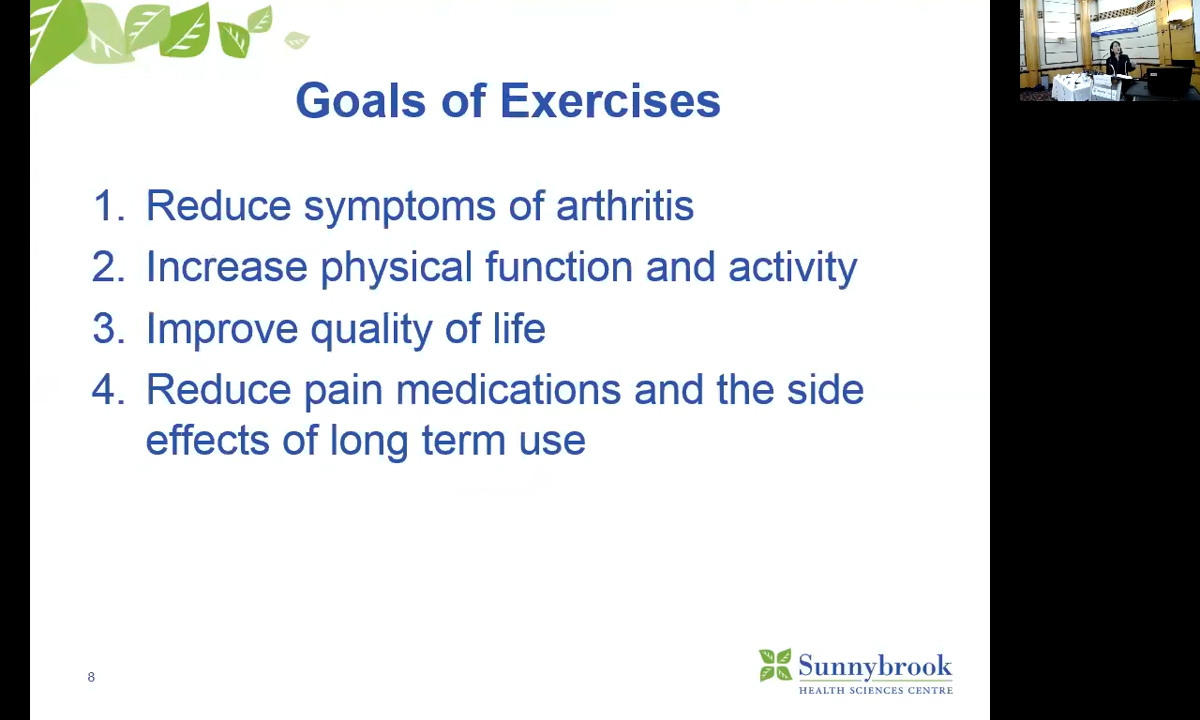 Goals of Exercises
1. Reduce symptoms of arthritis
2. Increase physical function and activity
3. Improve quality of life
4. Reduce pain medications and the side
effects of long term use
8
Sunnybrook
HEALTH SCIENCES CENTRE